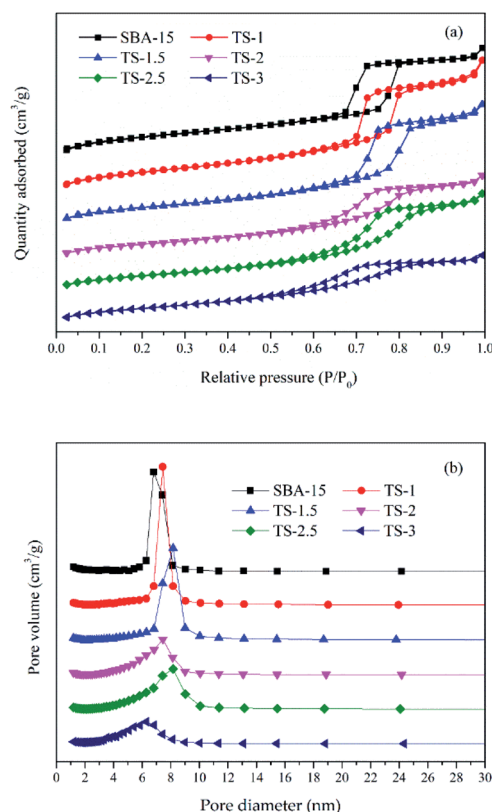 (a)
SBA-15 TS-1
TS-1.5 TS-2
TS-2.5 TS-3
Quantity adsorbed (cm³/g)
0.0 0.1 0.2 0.3 0.4 0.5 0.6 0.7 0.8 0.9 1.0
Relative pressure (P/P₀)
(b)
SBA-15 TS-1
TS-1.5 TS-2
TS-2.5 TS-3
Pore volume (cm³/g)
0 2 4 6 8 10 12 14 16 18 20 22 24 26 28 30
Pore diameter (nm)